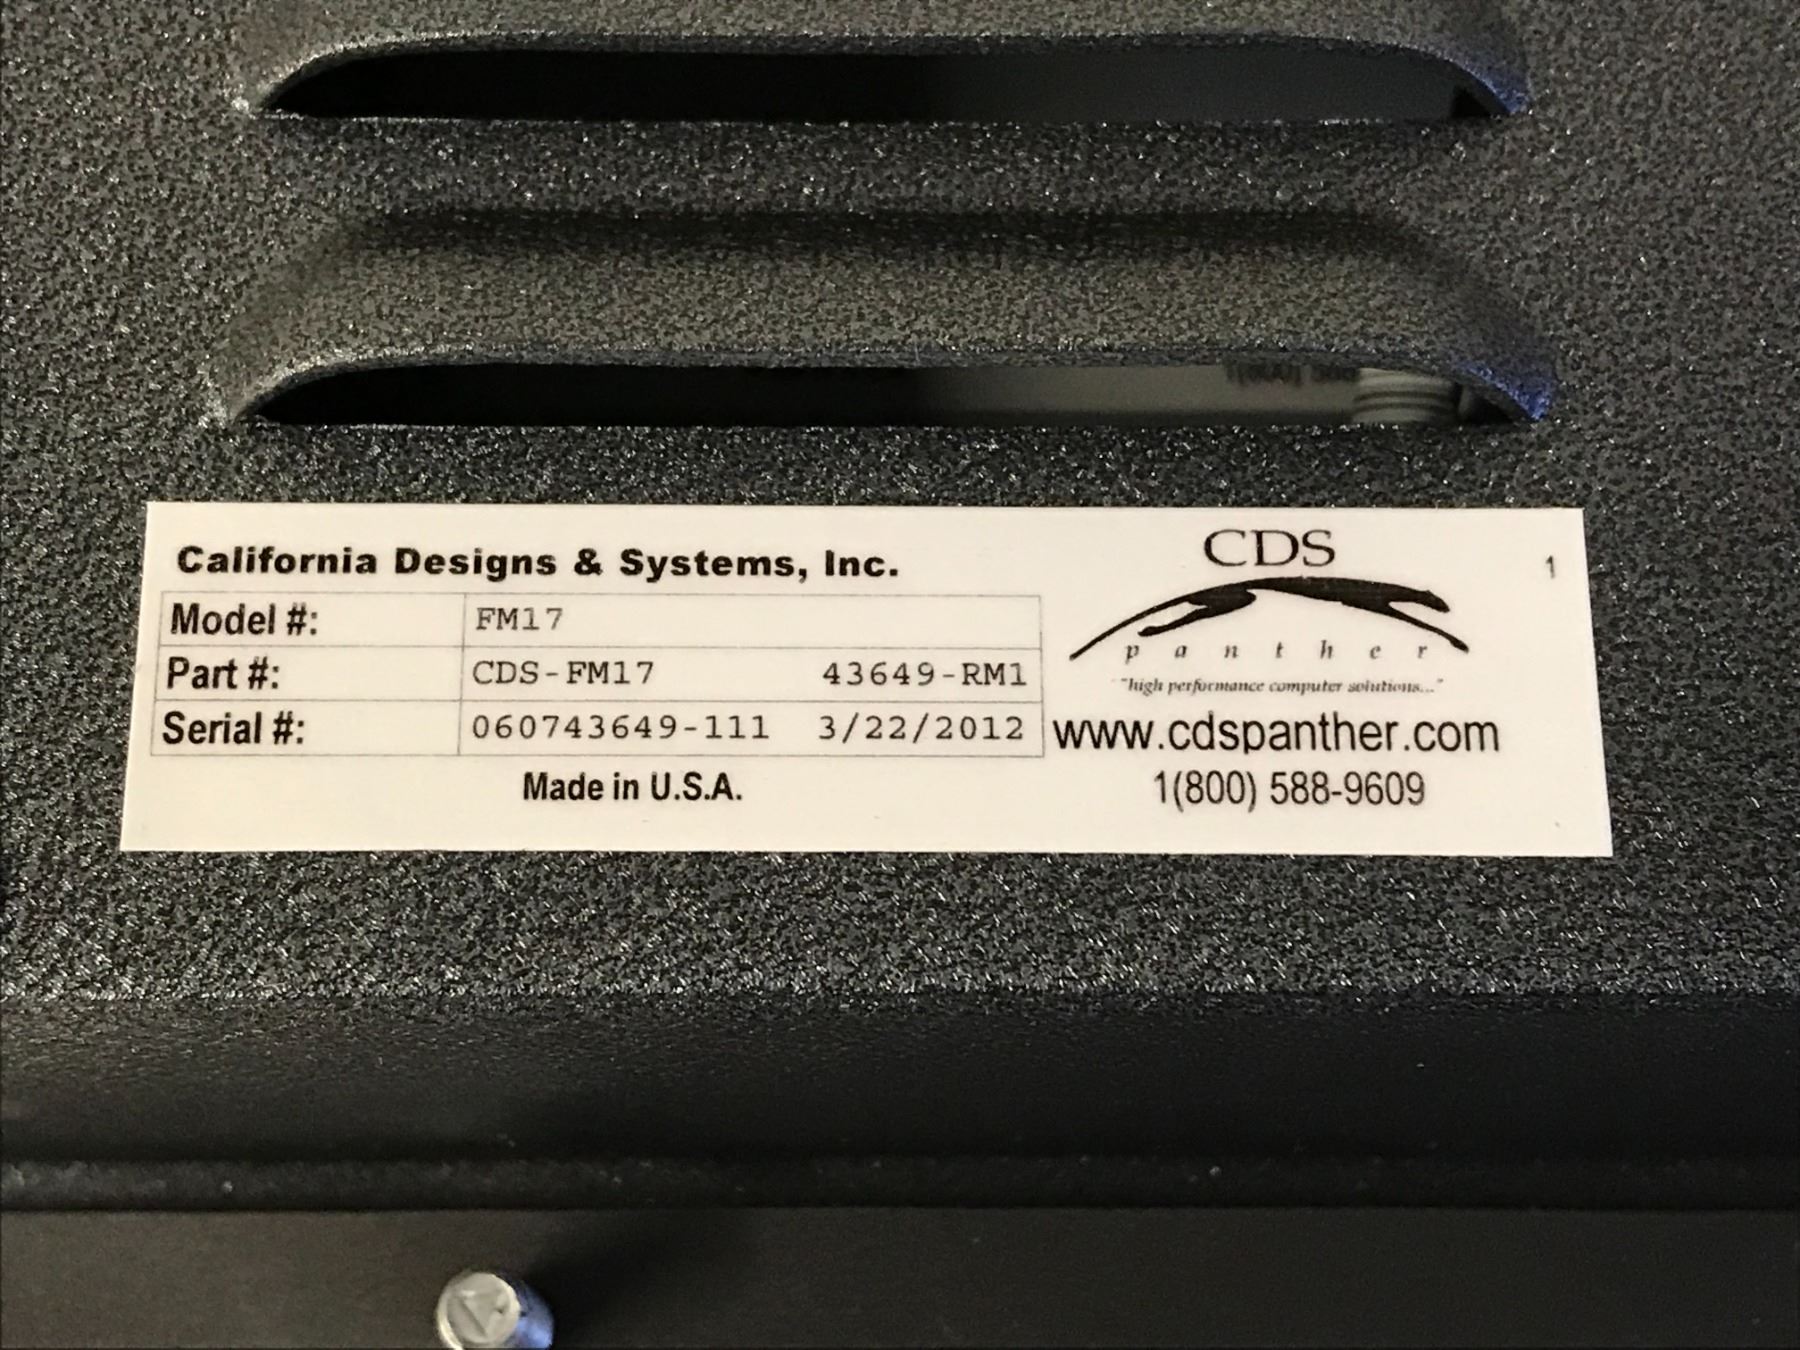 California Designs & Systems, Inc.
Model #: FM17
Part #: CDS-FM17 43649-RM1
Serial #: 060743649-111 3/22/2012
Made in U.S.A.
CDS
panther
"high performance computer solutions..."
www.cdspanther.com
1(800) 588-9609
1